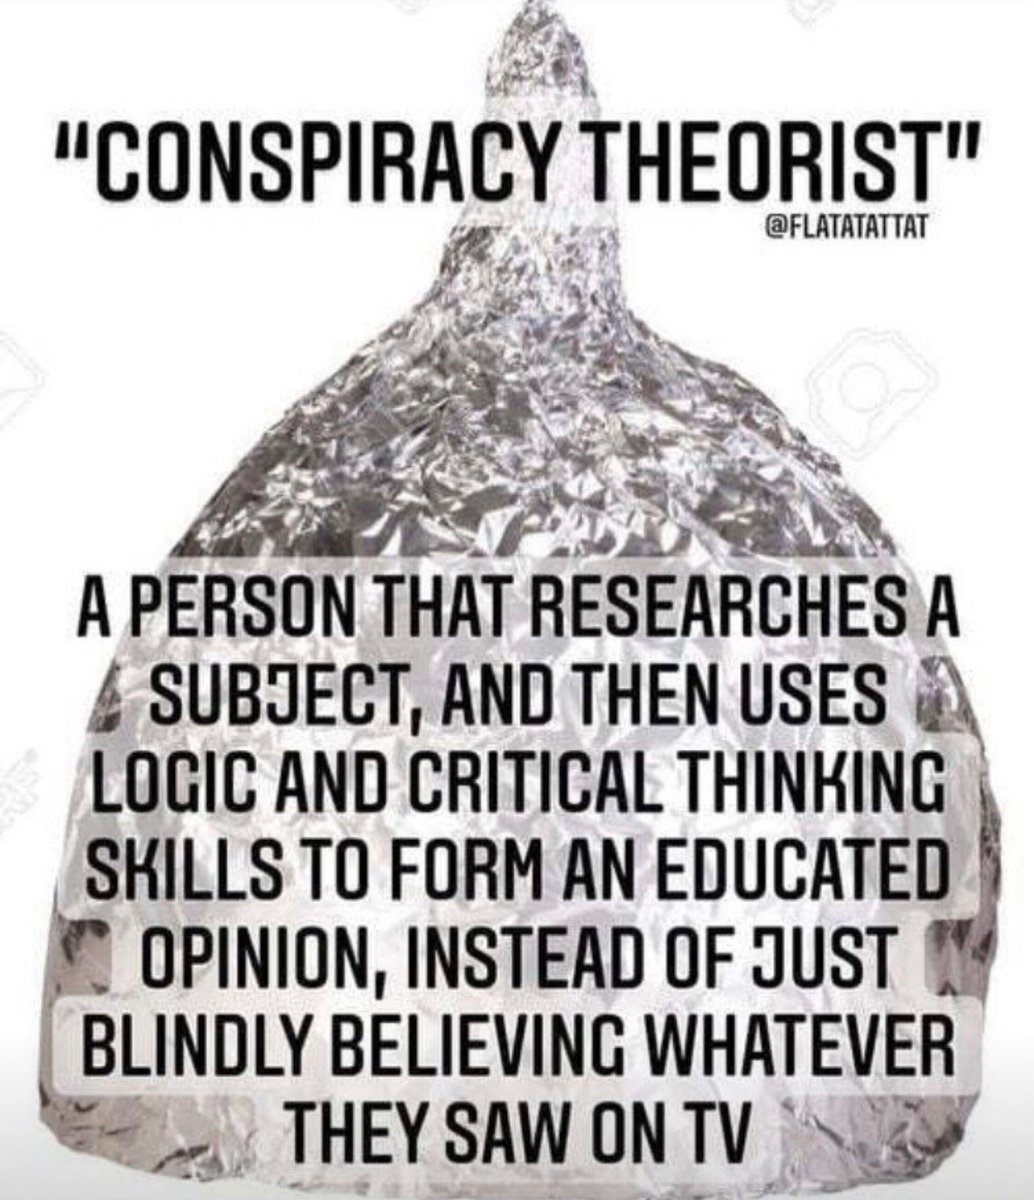 "CONSPIRACY THEORIST"
@FLATATATTAT
A PERSON THAT RESEARCHES A
SUBJECT, AND THEN USES
LOGIC AND CRITICAL THINKING
SKILLS TO FORM AN EDUCATED
OPINION, INSTEAD OF JUST
BLINDLY BELIEVING WHATEVER
THEY SAW ON TV